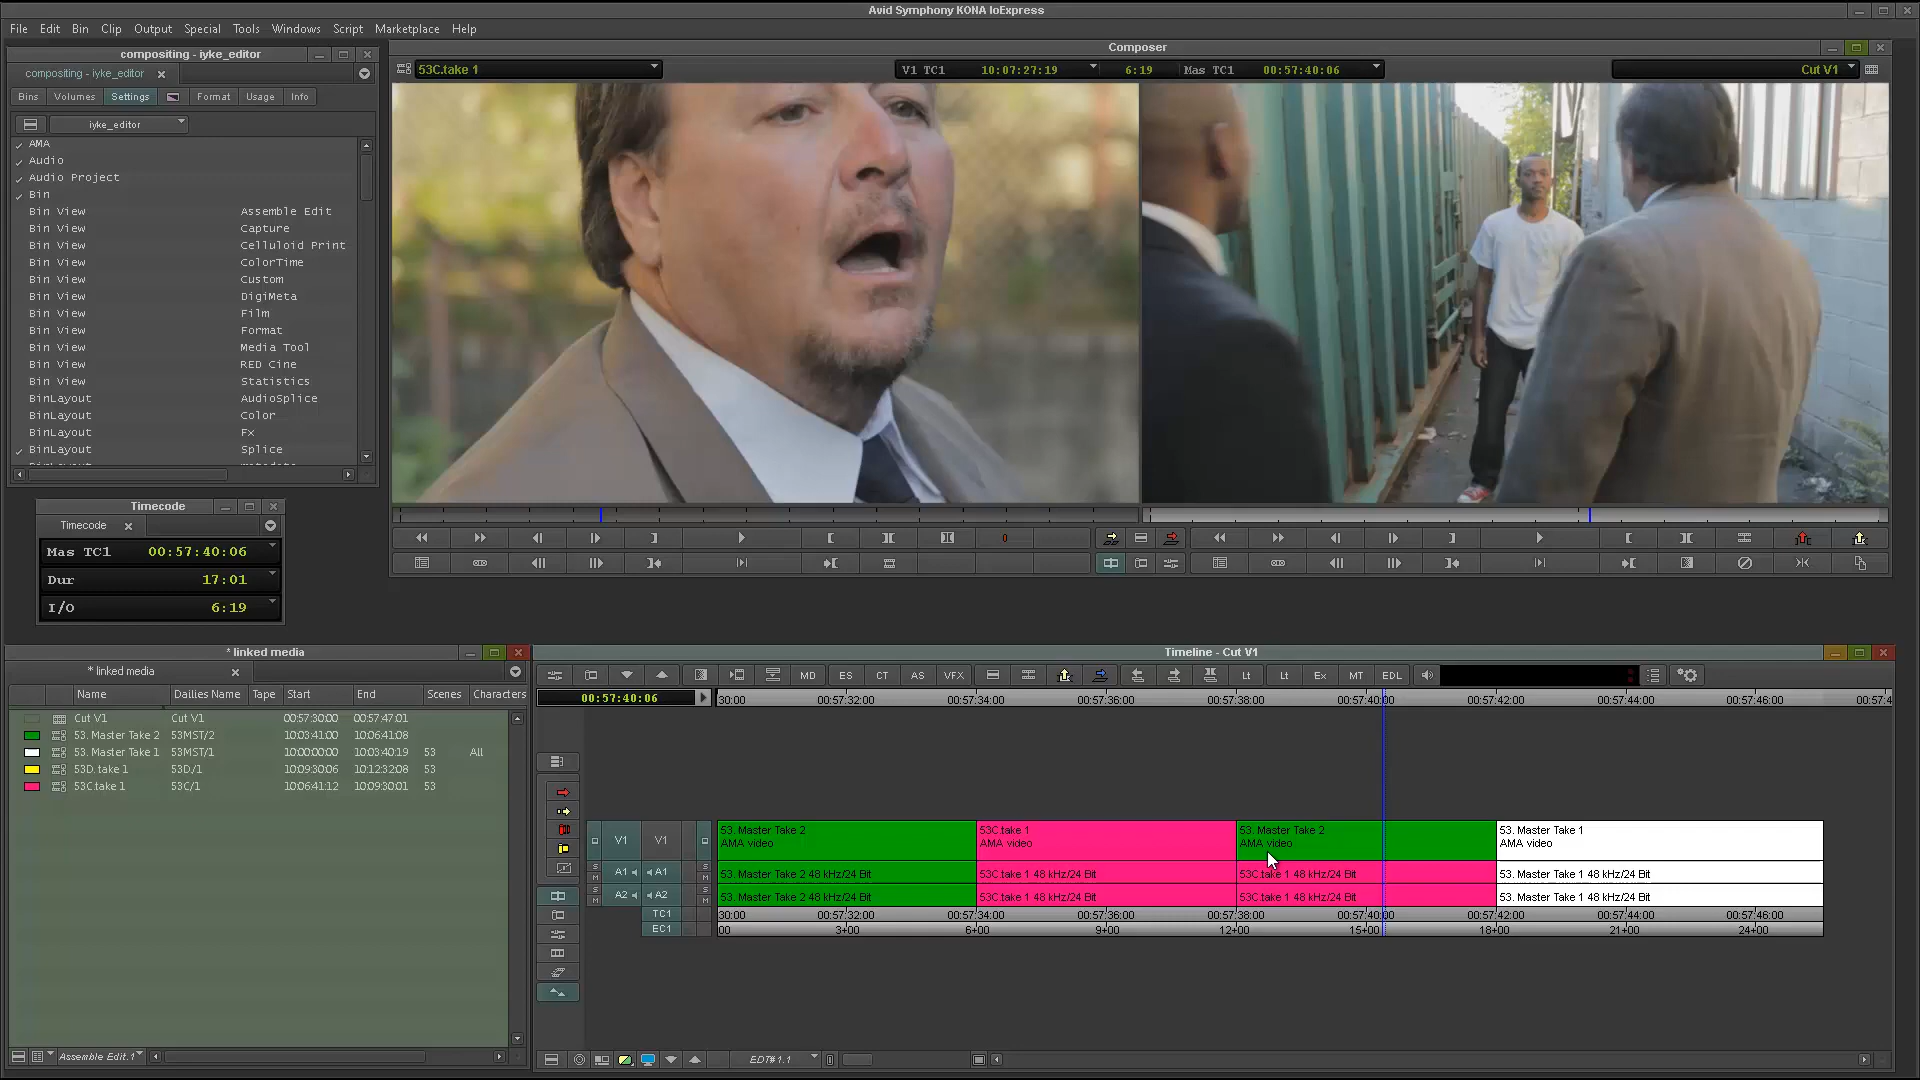 Avid Symphony KONA IoExpress
File Edit Bin Clip Output Special Tools Windows Script Marketplace Help
compositing - iyke_editor
compositing - iyke_editor
Bins Volumes Settings Format Usage Info
iyke_editor
AMA
Audio
Audio Project
Bin
Bin View Assemble Edit
Bin View Capture
Bin View Celluloid Print
Bin View ColorTime
Bin View Custom
Bin View DigiMeta
Bin View Film
Bin View Format
Bin View Media Tool
Bin View RED Cine
Bin View Statistics
BinLayout AudioSplice
BinLayout Color
BinLayout Fx
BinLayout Splice
Composer
53C.take 1
V1 TC1 10:07:27:19 6:19 Mas TC1 00:57:40:06
Cut V1
Timecode
Timecode
Mas TC1 00:57:40:06
Dur 17:01
I/O 6:19
* linked media
* linked media
Name Dailies Name Tape Start End Scenes Characters
Cut V1 Cut V1 00:57:30:00 00:57:47:01
53. Master Take 2 53MST/2 10:03:41:00 10:06:41:08
53. Master Take 1 53MST/1 10:00:00:00 10:03:40:19 53 All
53D.take 1 53D/1 10:09:30:06 10:12:32:08 53
53C.take 1 53C/1 10:06:41:12 10:09:30:01 53
Assemble Edit.1
Timeline - Cut V1
MD ES CT AS VFX Lt Lt Ex MT EDL
00:57:40:06
30:00 00:57:32:00 00:57:34:00 00:57:36:00 00:57:38:00 00:57:40:00 00:57:42:00 00:57:44:00 00:57:46:00 00:57:4
V1 V1
53. Master Take 2
AMA video
53C.take 1
AMA video
53. Master Take 2
AMA video
53. Master Take 1
AMA video
S
M
A1 A1
S
M
53. Master Take 2 48 kHz/24 Bit 53C.take 1 48 kHz/24 Bit 53C.take 1 48 kHz/24 Bit 53. Master Take 1 48 kHz/24 Bit
S
M
A2 A2
S
M
53. Master Take 2 48 kHz/24 Bit 53C.take 1 48 kHz/24 Bit 53C.take 1 48 kHz/24 Bit 53. Master Take 1 48 kHz/24 Bit
TC1 30:00 00:57:32:00 00:57:34:00 00:57:36:00 00:57:38:00 00:57:40:00 00:57:42:00 00:57:44:00 00:57:46:00
EC1 00 3+00 6+00 9+00 12+00 15+00 18+00 21+00 24+00
EDT#1.1